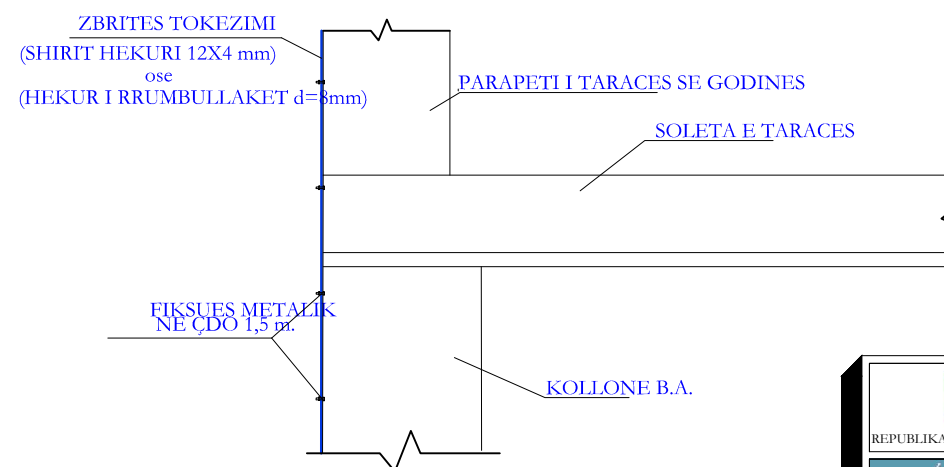 ZBRITES TOKEZIMI
(SHIRIT HEKURI 12X4 mm)
ose
(HEKUR I RRUMBULLAKET d=8mm)
PARAPETI I TARACES SE GODINES
SOLETA E TARACES
FIKSUES METALIK
NE ÇDO 1,5 m.
KOLLONE B.A.
REPUBLIKA